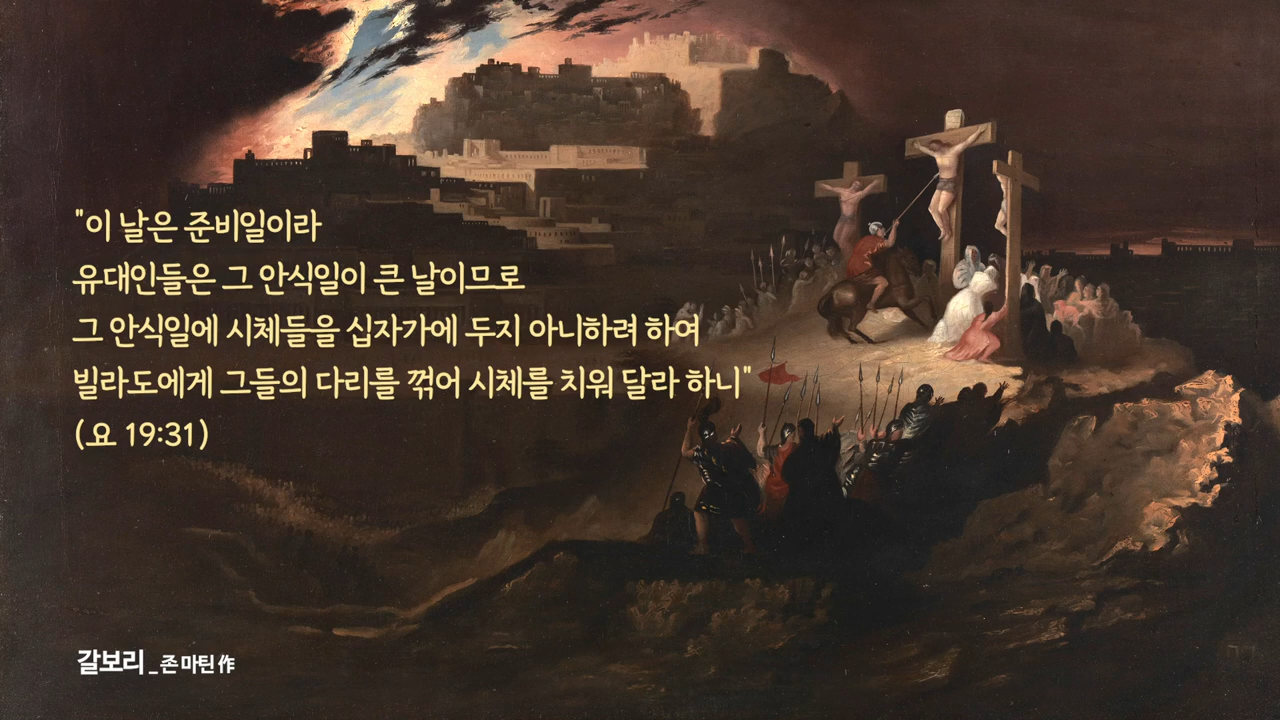 "이 날은 준비일이라
유대인들은 그 안식일이 큰 날이므로
그 안식일에 시체들을 십자가에 두지 아니하려 하여
빌라도에게 그들의 다리를 꺾어 시체를 치워 달라 하니"
(요 19:31)
갈보리 _ 존 마틴 作